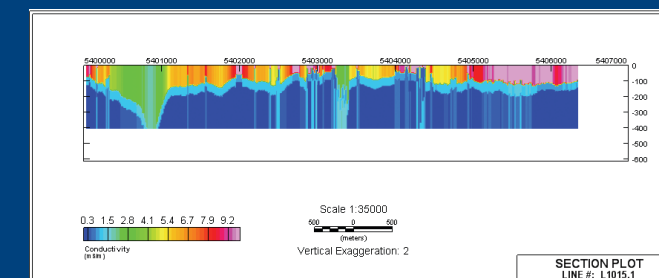 5400000 5401000 5402000 5403000 5404000 5405000 5406000 5407000
0
-100
-200
-300
-400
-500
-600
0.3 1.5 2.8 4.1 5.4 6.7 7.9 9.2
Conductivity
(mS/m)
Scale 1:35000
500 0 500
(meters)
Vertical Exaggeration: 2
SECTION PLOT
LINE #: L1015.1